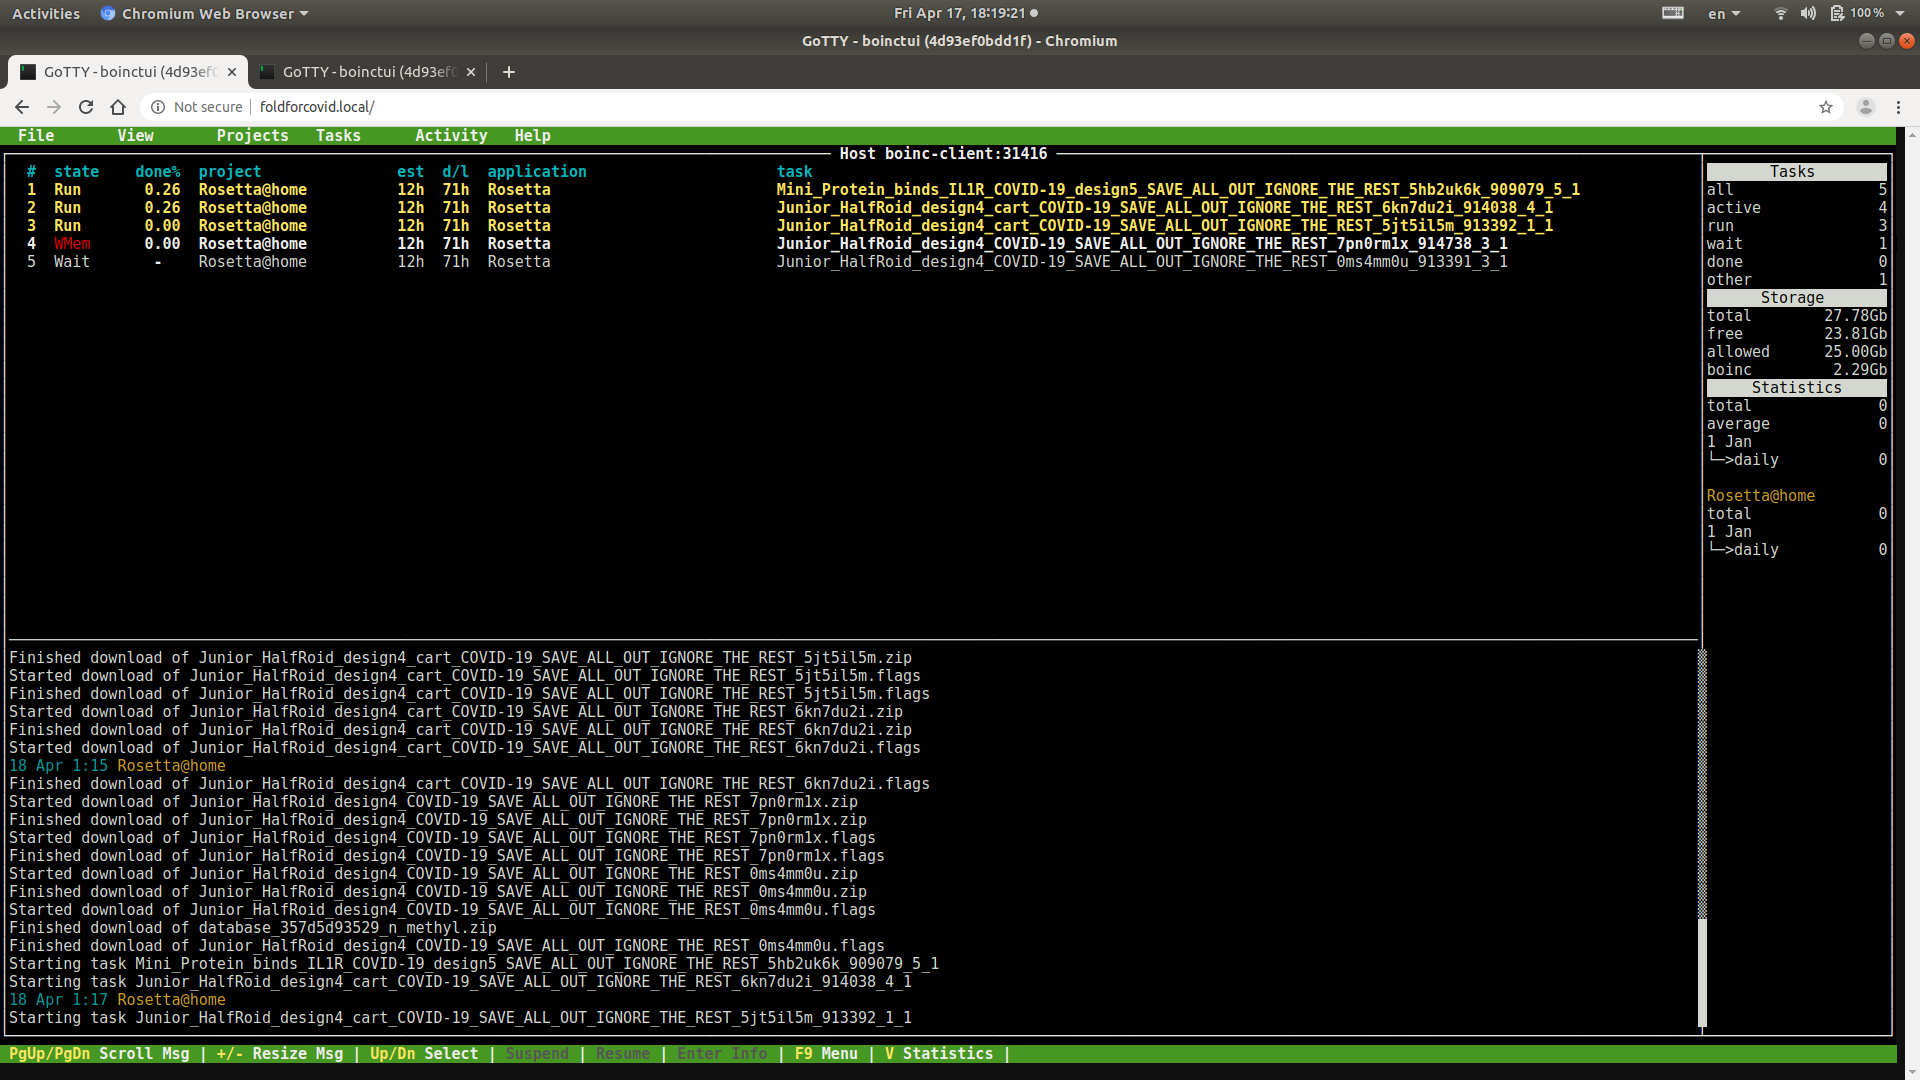 Activities Chromium Web Browser Fri Apr 17, 18:19:21 en 100 %
GoTTY - boinctui (4d93ef0bdd1f) - Chromium
GoTTY - boinctui (4d93ef0 GoTTY - boinctui (4d93ef0
Not secure foldforcovid.local/
File View Projects Tasks Activity Help
Host boinc-client:31416
# state done% project est d/l application task
1 Run 0.26 Rosetta@home 12h 71h Rosetta Mini_Protein_binds_IL1R_COVID-19_design5_SAVE_ALL_OUT_IGNORE_THE_REST_5hb2uk6k_909079_5_1
2 Run 0.26 Rosetta@home 12h 71h Rosetta Junior_HalfRoid_design4_cart_COVID-19_SAVE_ALL_OUT_IGNORE_THE_REST_6kn7du2i_914038_4_1
3 Run 0.00 Rosetta@home 12h 71h Rosetta Junior_HalfRoid_design4_cart_COVID-19_SAVE_ALL_OUT_IGNORE_THE_REST_5jt5il5m_913392_1_1
4 WMem 0.00 Rosetta@home 12h 71h Rosetta Junior_HalfRoid_design4_COVID-19_SAVE_ALL_OUT_IGNORE_THE_REST_7pn0rm1x_914738_3_1
5 Wait - Rosetta@home 12h 71h Rosetta Junior_HalfRoid_design4_COVID-19_SAVE_ALL_OUT_IGNORE_THE_REST_0ms4mm0u_913391_3_1
Tasks
all 5
active 4
run 3
wait 1
done 0
other 1
Storage
total 27.78Gb
free 23.81Gb
allowed 25.00Gb
boinc 2.29Gb
Statistics
total 0
average 0
1 Jan
└─>daily 0
Rosetta@home
total 0
1 Jan
└─>daily 0
Finished download of Junior_HalfRoid_design4_cart_COVID-19_SAVE_ALL_OUT_IGNORE_THE_REST_5jt5il5m.zip
Started download of Junior_HalfRoid_design4_cart_COVID-19_SAVE_ALL_OUT_IGNORE_THE_REST_5jt5il5m.flags
Finished download of Junior_HalfRoid_design4_cart_COVID-19_SAVE_ALL_OUT_IGNORE_THE_REST_5jt5il5m.flags
Started download of Junior_HalfRoid_design4_cart_COVID-19_SAVE_ALL_OUT_IGNORE_THE_REST_6kn7du2i.zip
Finished download of Junior_HalfRoid_design4_cart_COVID-19_SAVE_ALL_OUT_IGNORE_THE_REST_6kn7du2i.zip
Started download of Junior_HalfRoid_design4_cart_COVID-19_SAVE_ALL_OUT_IGNORE_THE_REST_6kn7du2i.flags
18 Apr 1:15 Rosetta@home
Finished download of Junior_HalfRoid_design4_cart_COVID-19_SAVE_ALL_OUT_IGNORE_THE_REST_6kn7du2i.flags
Started download of Junior_HalfRoid_design4_COVID-19_SAVE_ALL_OUT_IGNORE_THE_REST_7pn0rm1x.zip
Finished download of Junior_HalfRoid_design4_COVID-19_SAVE_ALL_OUT_IGNORE_THE_REST_7pn0rm1x.zip
Started download of Junior_HalfRoid_design4_COVID-19_SAVE_ALL_OUT_IGNORE_THE_REST_7pn0rm1x.flags
Finished download of Junior_HalfRoid_design4_COVID-19_SAVE_ALL_OUT_IGNORE_THE_REST_7pn0rm1x.flags
Started download of Junior_HalfRoid_design4_COVID-19_SAVE_ALL_OUT_IGNORE_THE_REST_0ms4mm0u.zip
Finished download of Junior_HalfRoid_design4_COVID-19_SAVE_ALL_OUT_IGNORE_THE_REST_0ms4mm0u.zip
Started download of Junior_HalfRoid_design4_COVID-19_SAVE_ALL_OUT_IGNORE_THE_REST_0ms4mm0u.flags
Finished download of database_357d5d93529_n_methyl.zip
Finished download of Junior_HalfRoid_design4_COVID-19_SAVE_ALL_OUT_IGNORE_THE_REST_0ms4mm0u.flags
Starting task Mini_Protein_binds_IL1R_COVID-19_design5_SAVE_ALL_OUT_IGNORE_THE_REST_5hb2uk6k_909079_5_1
Starting task Junior_HalfRoid_design4_cart_COVID-19_SAVE_ALL_OUT_IGNORE_THE_REST_6kn7du2i_914038_4_1
18 Apr 1:17 Rosetta@home
Starting task Junior_HalfRoid_design4_cart_COVID-19_SAVE_ALL_OUT_IGNORE_THE_REST_5jt5il5m_913392_1_1
PgUp/PgDn Scroll Msg | +/- Resize Msg | Up/Dn Select | Suspend | Resume | Enter Info | F9 Menu | V Statistics |